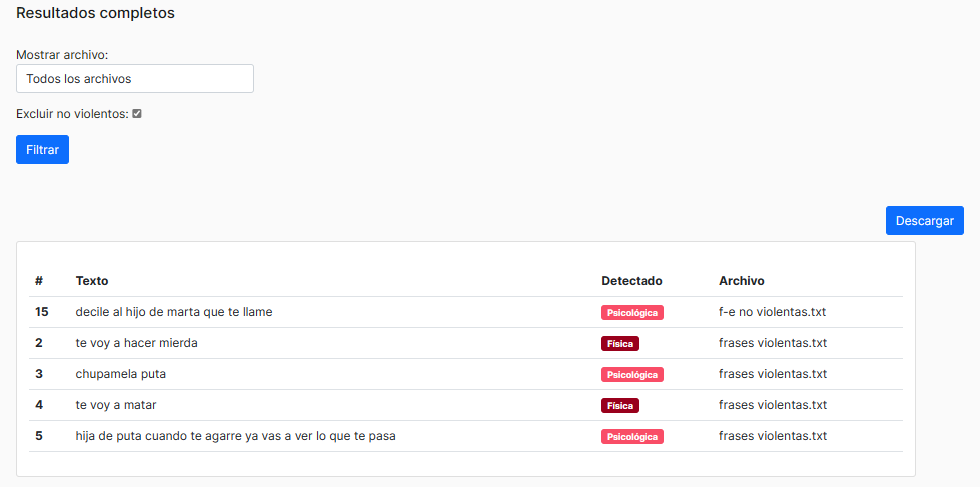 Resultados completos
Mostrar archivo:
Todos los archivos
Excluir no violentos:
Filtrar
Descargar
# Texto Detectado Archivo
15 decile al hijo de marta que te llame Psicológica f-e no violentas.txt
2 te voy a hacer mierda Física frases violentas.txt
3 chupamela puta Psicológica frases violentas.txt
4 te voy a matar Física frases violentas.txt
5 hija de puta cuando te agarre ya vas a ver lo que te pasa Psicológica frases violentas.txt